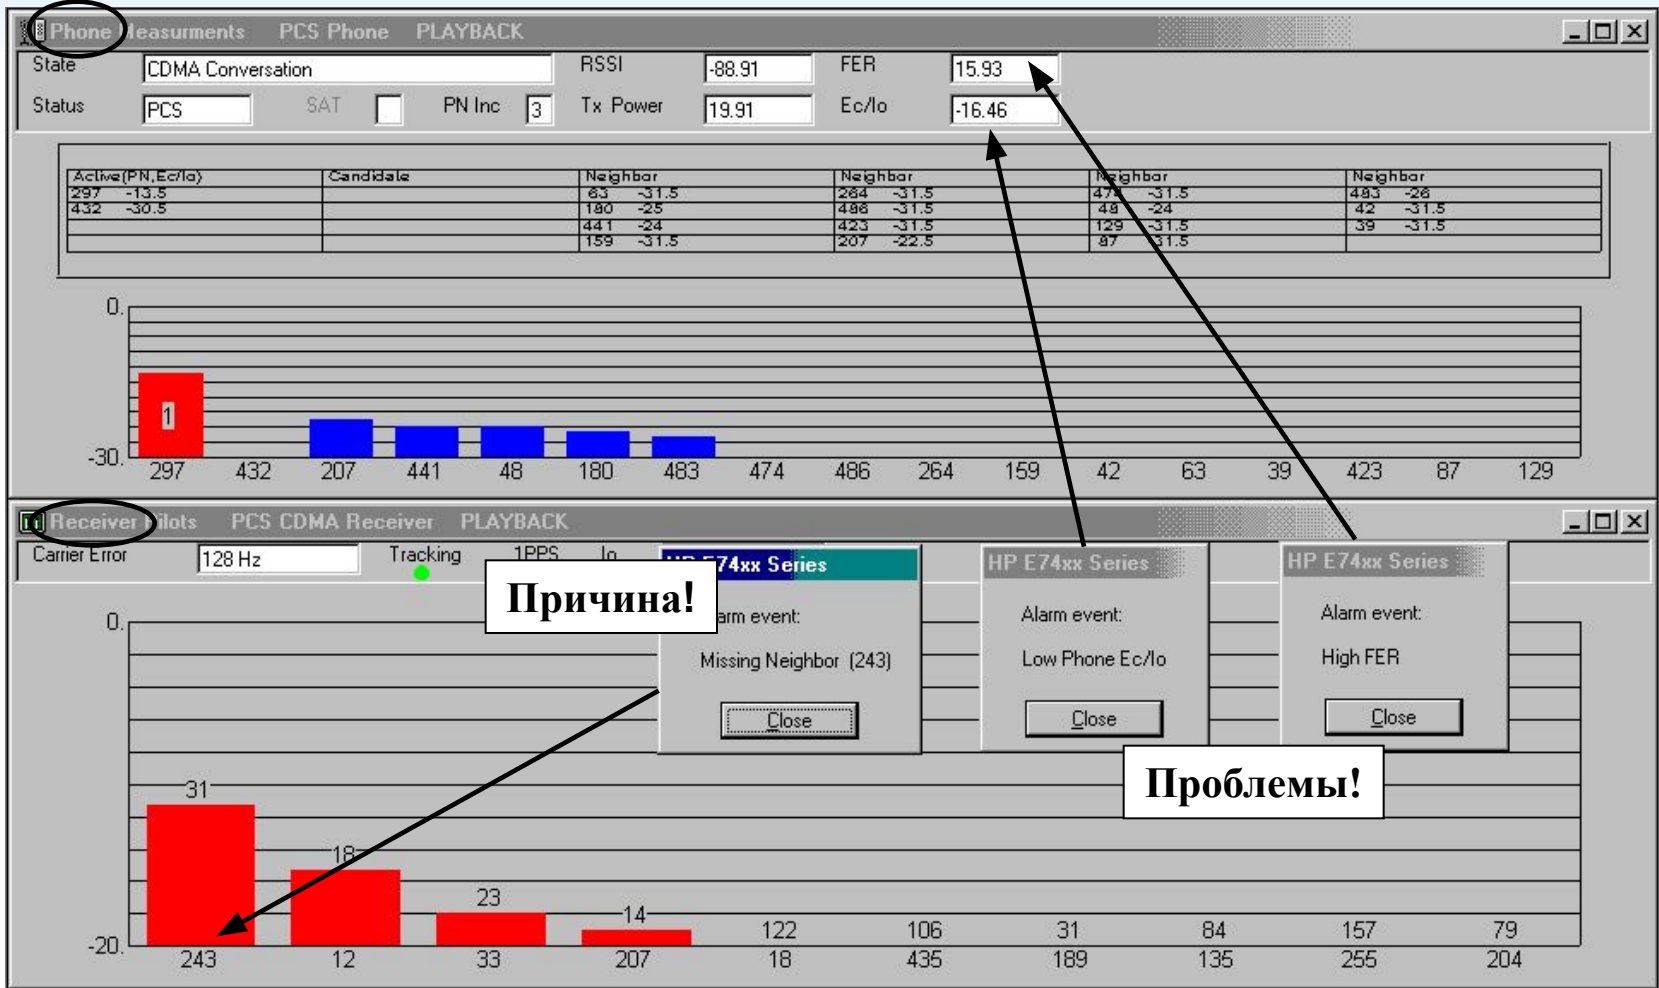 Phone Measurments PCS Phone PLAYBACK
State CDMA Conversation RSSI -88.91 FER 15.93
Status PCS SAT PN Inc 3 Tx Power 19.91 Ec/Io -16.46
Active(PN,Ec/Io) Candidate Neighbor Neighbor Neighbor Neighbor
297 -13.5 63 -31.5 264 -31.5 474 -31.5 483 -26
432 -30.5 180 -25 486 -31.5 48 -24 42 -31.5
441 -24 423 -31.5 129 -31.5 39 -31.5
159 -31.5 207 -22.5 87 -31.5
0.
1
-30.
297 432 207 441 48 180 483 474 486 264 159 42 63 39 423 87 129
Receiver Pilots PCS CDMA Receiver PLAYBACK
Carrier Error 128 Hz Tracking 1PPS Io
Причина!
HP E74xx Series
Alarm event:
Missing Neighbor (243)
Close
HP E74xx Series
Alarm event:
Low Phone Ec/Io
Close
HP E74xx Series
Alarm event:
High FER
Close
Проблемы!
0.
31 18 23 14 122 106 31 84 157 79
-20.
243 12 33 207 18 435 189 135 255 204